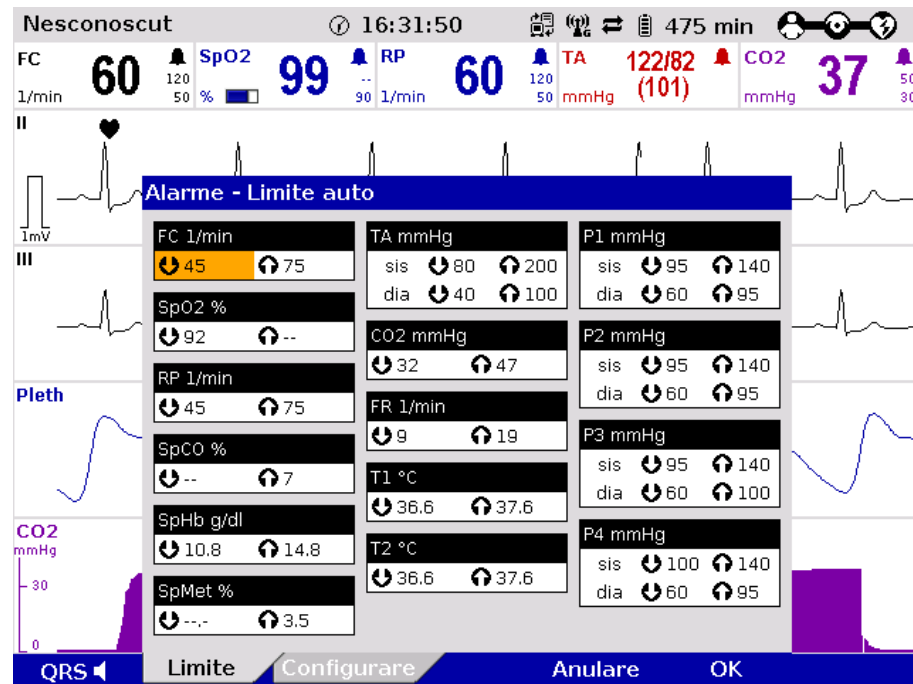 Nesconoscut 16:31:50 475 min
FC 60 120 50 1/min
SpO2 99 -- 90 %
RP 60 120 50 1/min
TA 122/82 (101) mmHg
CO2 37 50 30 mmHg
II
1mV
III
Pleth
CO2
mmHg
30
0
Alarme - Limite auto
FC 1/min
45 75
SpO2 %
92 --
RP 1/min
45 75
SpCO %
-- 7
SpHb g/dl
10.8 14.8
SpMet %
--.- 3.5
TA mmHg
sis 80 200
dia 40 100
CO2 mmHg
32 47
FR 1/min
9 19
T1 °C
36.6 37.6
T2 °C
36.6 37.6
P1 mmHg
sis 95 140
dia 60 95
P2 mmHg
sis 95 140
dia 60 95
P3 mmHg
sis 95 140
dia 60 100
P4 mmHg
sis 100 140
dia 60 95
QRS Limite Configurare Anulare OK